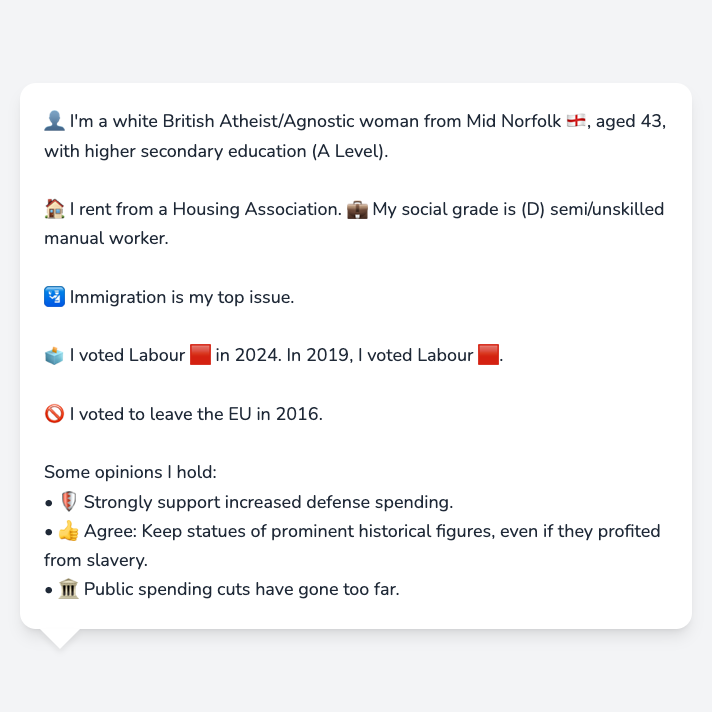 👤 I'm a white British Atheist/Agnostic woman from Mid Norfolk 🏴󠁧󠁢󠁥󠁮󠁧󠁿, aged 43,
with higher secondary education (A Level).
🏠 I rent from a Housing Association. 💼 My social grade is (D) semi/unskilled
manual worker.
🛂 Immigration is my top issue.
🗳️ I voted Labour 🟥 in 2024. In 2019, I voted Labour 🟥.
🚫 I voted to leave the EU in 2016.
Some opinions I hold:
• 🛡️ Strongly support increased defense spending.
• 👍 Agree: Keep statues of prominent historical figures, even if they profited
from slavery.
• 🏛️ Public spending cuts have gone too far.